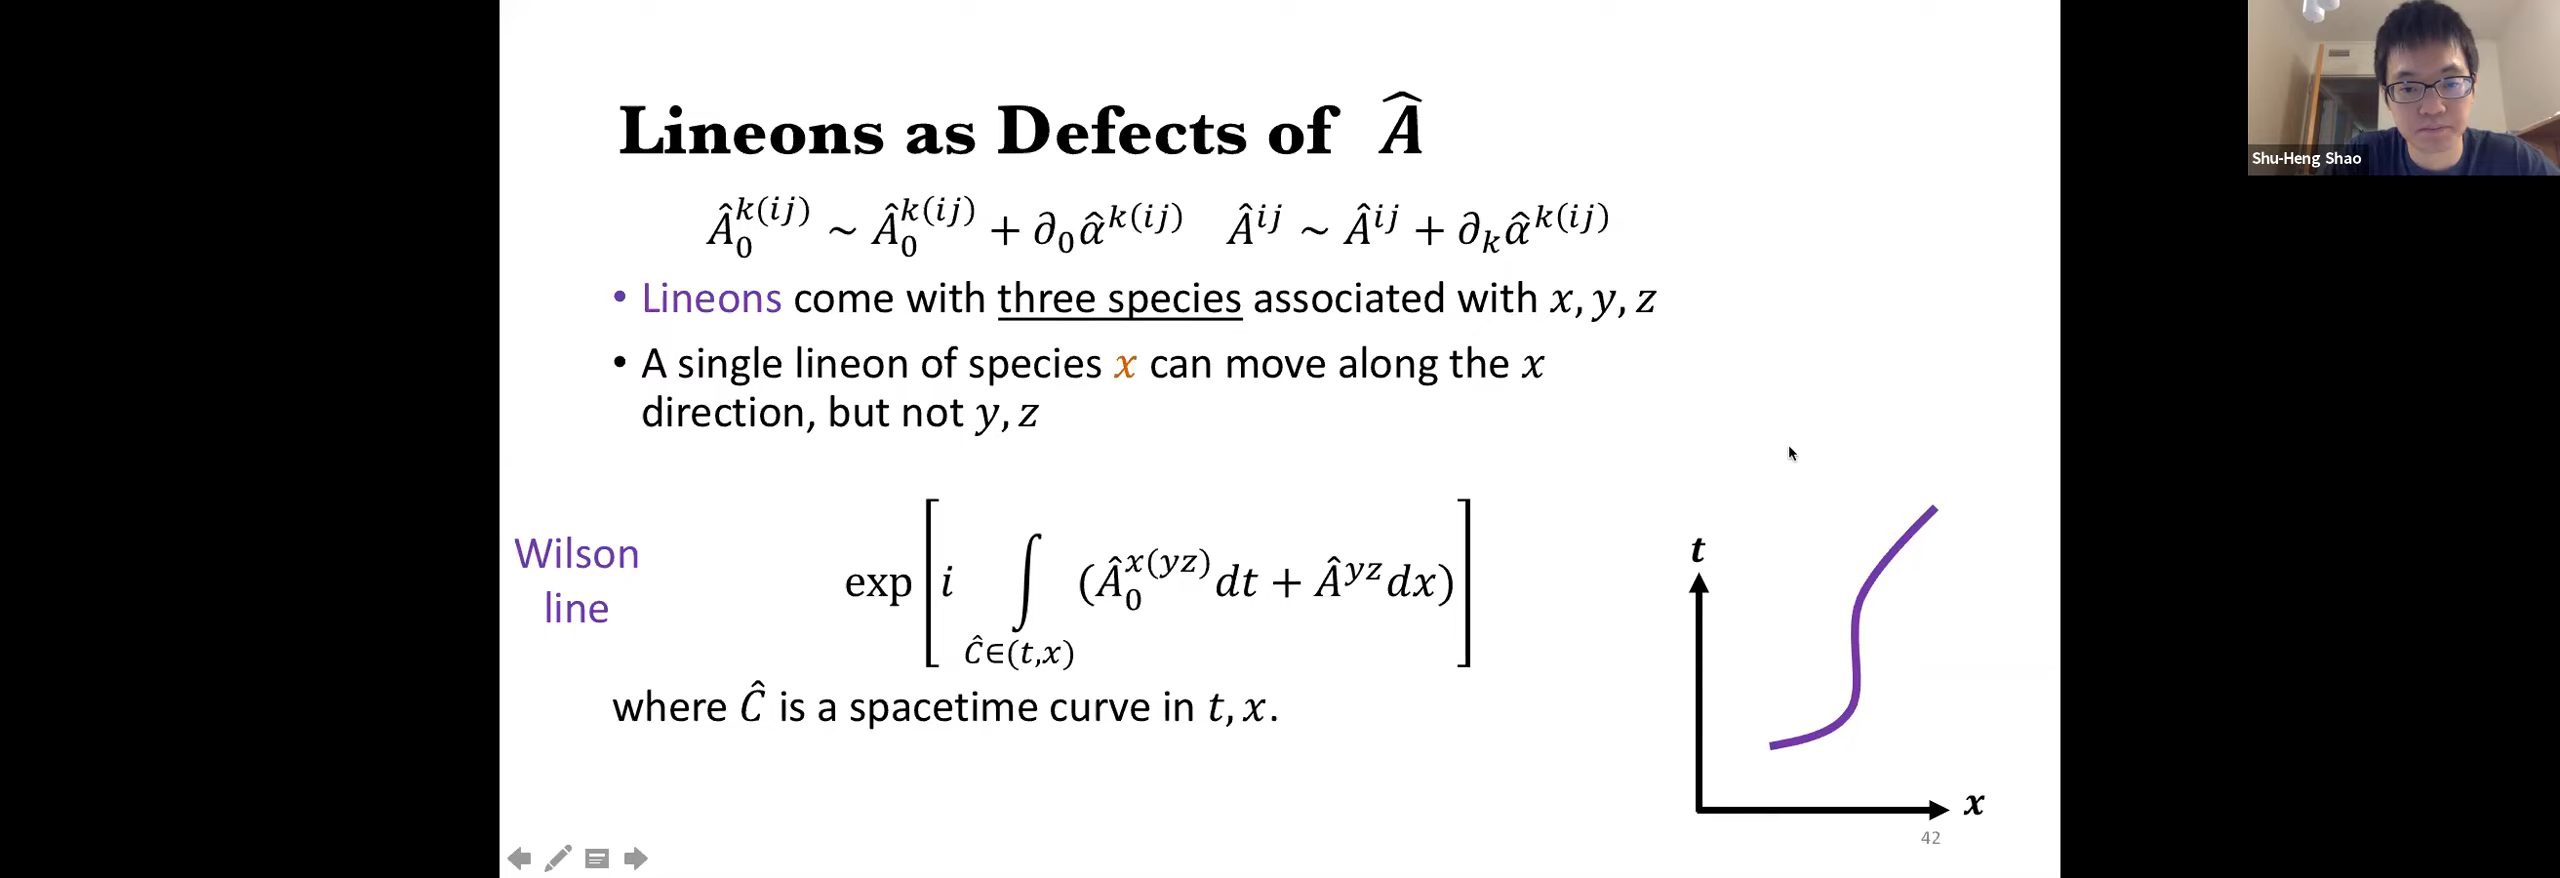 Lineons as Defects of Â
Â₀^{k(ij)} ~ Â₀^{k(ij)} + ∂₀α̂^{k(ij)}   Â^{ij} ~ Â^{ij} + ∂ₖα̂^{k(ij)}
• Lineons come with three species associated with x, y, z
• A single lineon of species x can move along the x
direction, but not y, z
Wilson
line
exp[i ∫_{Ĉ∈(t,x)} (Â₀^{x(yz)} dt + Â^{yz} dx)]
where Ĉ is a spacetime curve in t, x.
t
x
42
Shu-Heng Shao